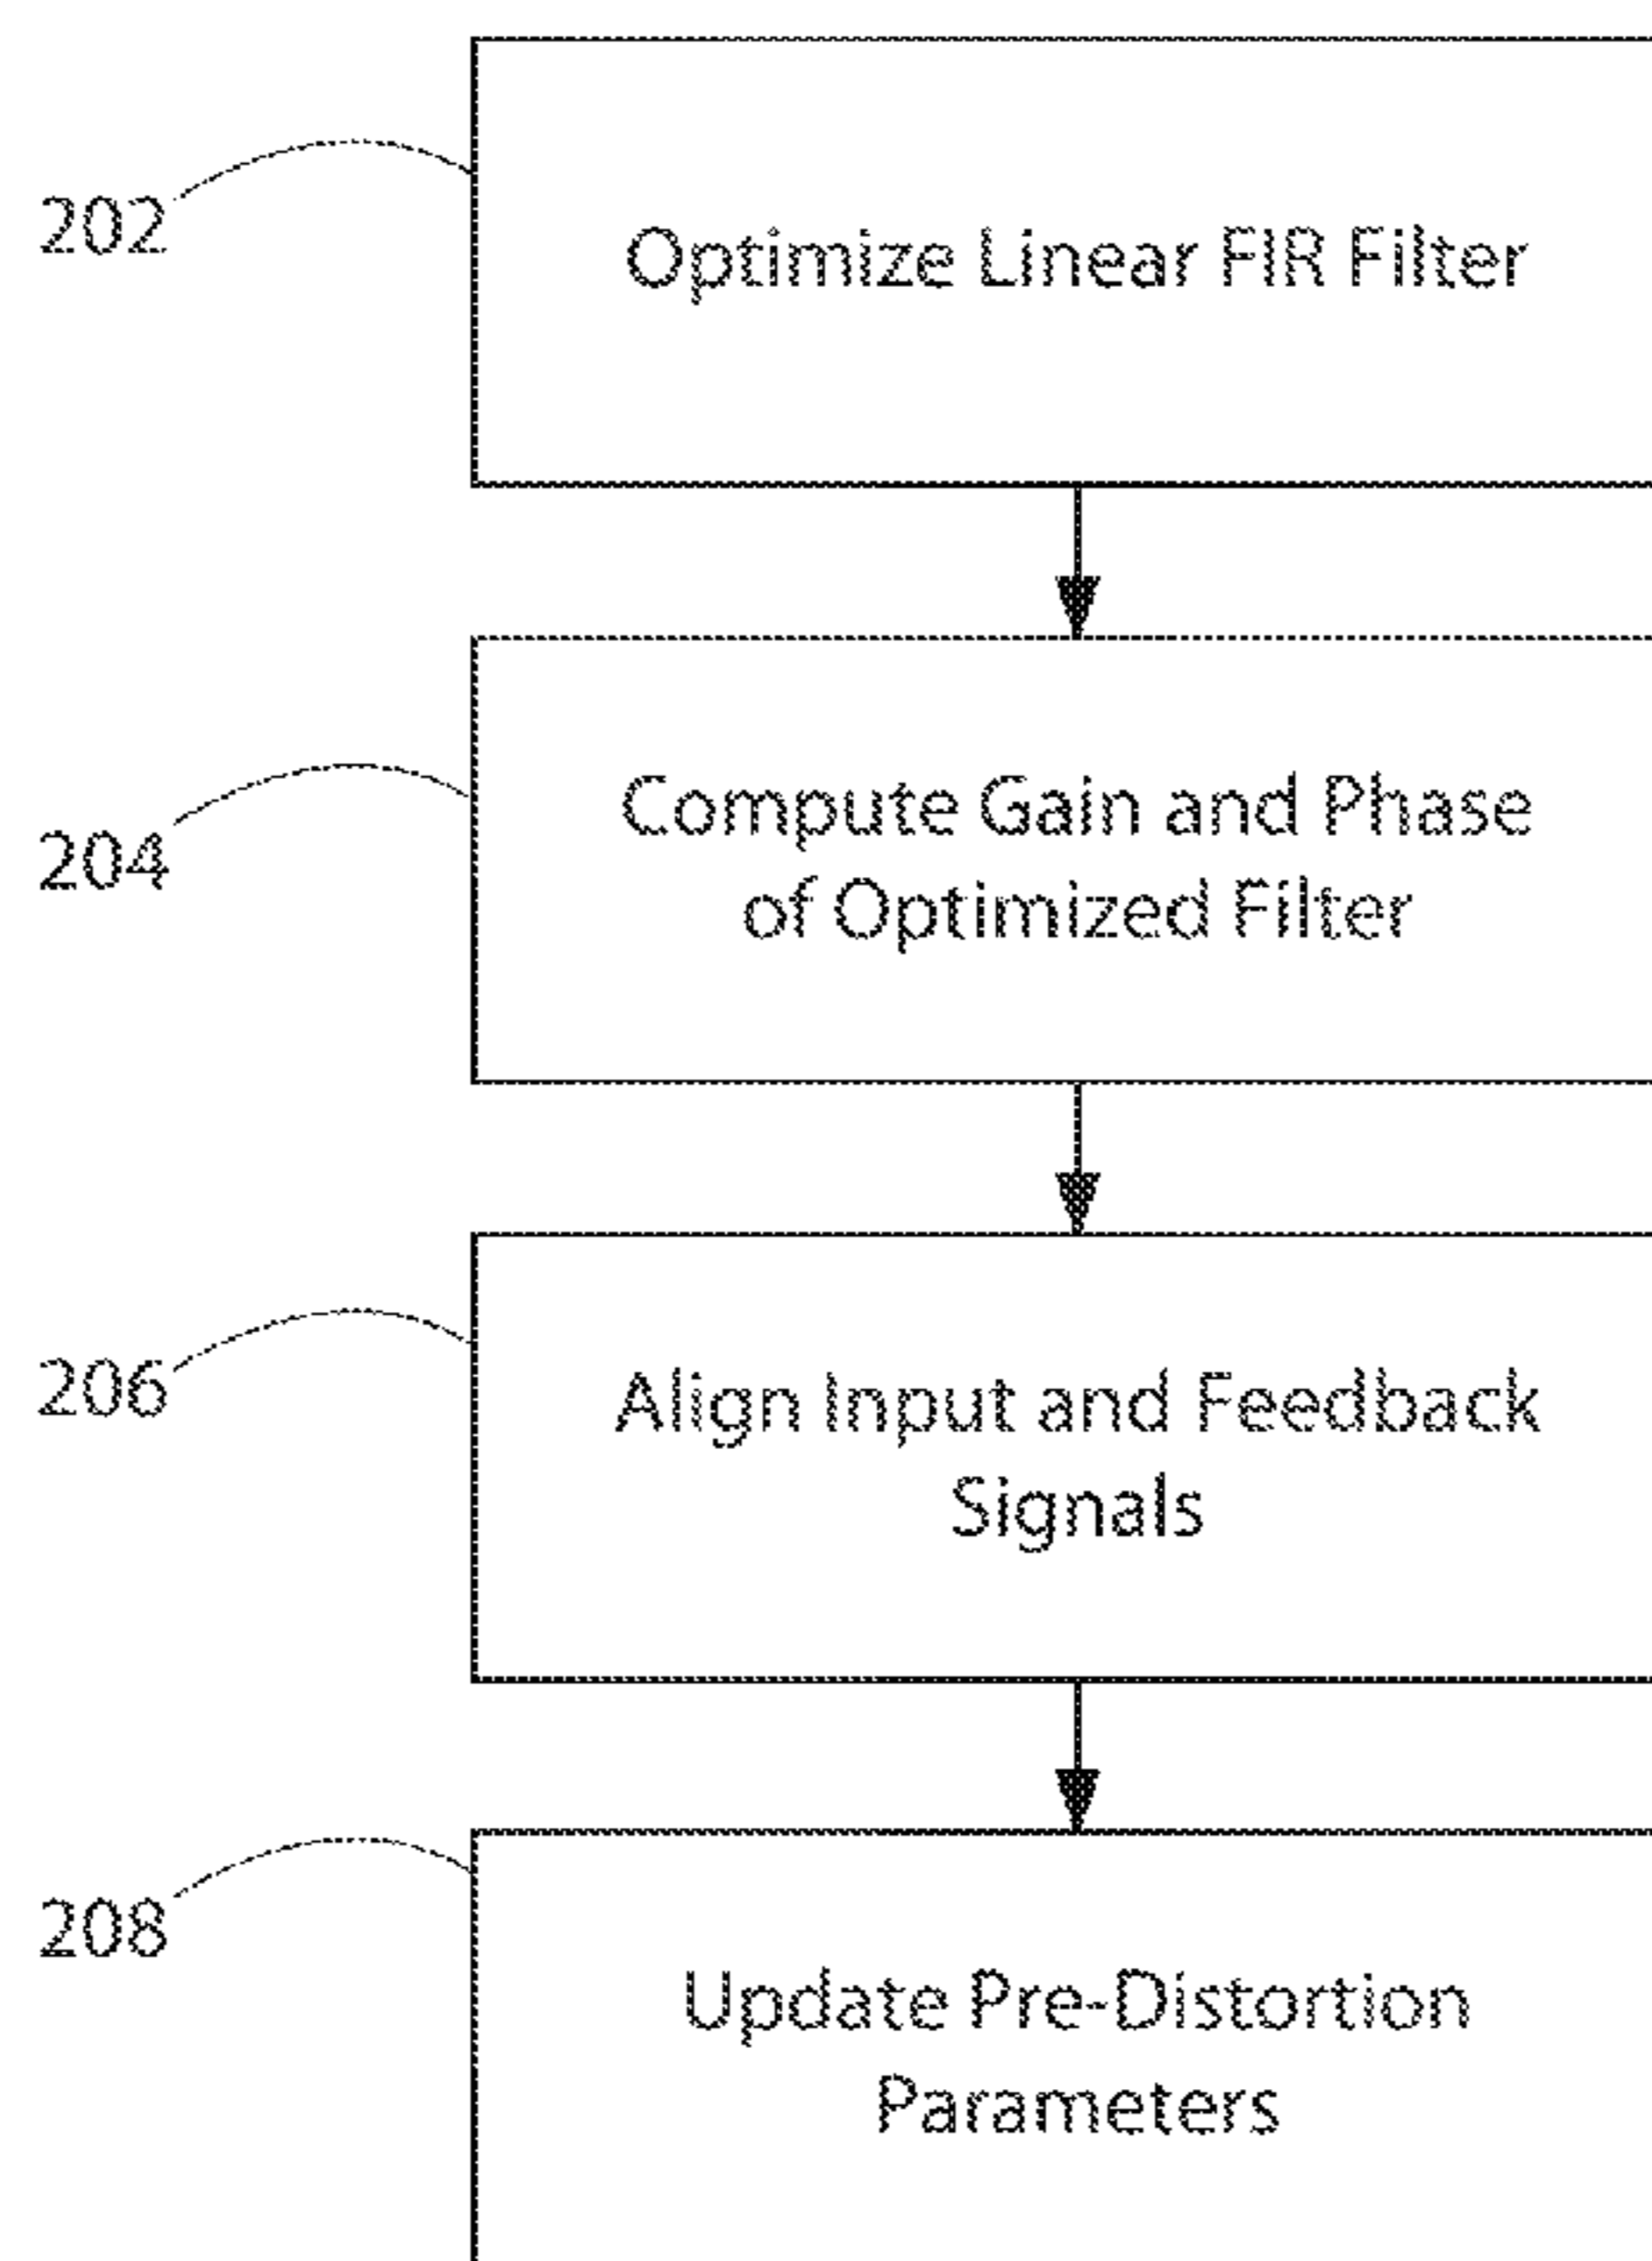 202
Optimize Linear FIR Filter
204
Compute Gain and Phase
of Optimized Filter
206
Align Input and Feedback
Signals
208
Update Pre-Distortion
Parameters